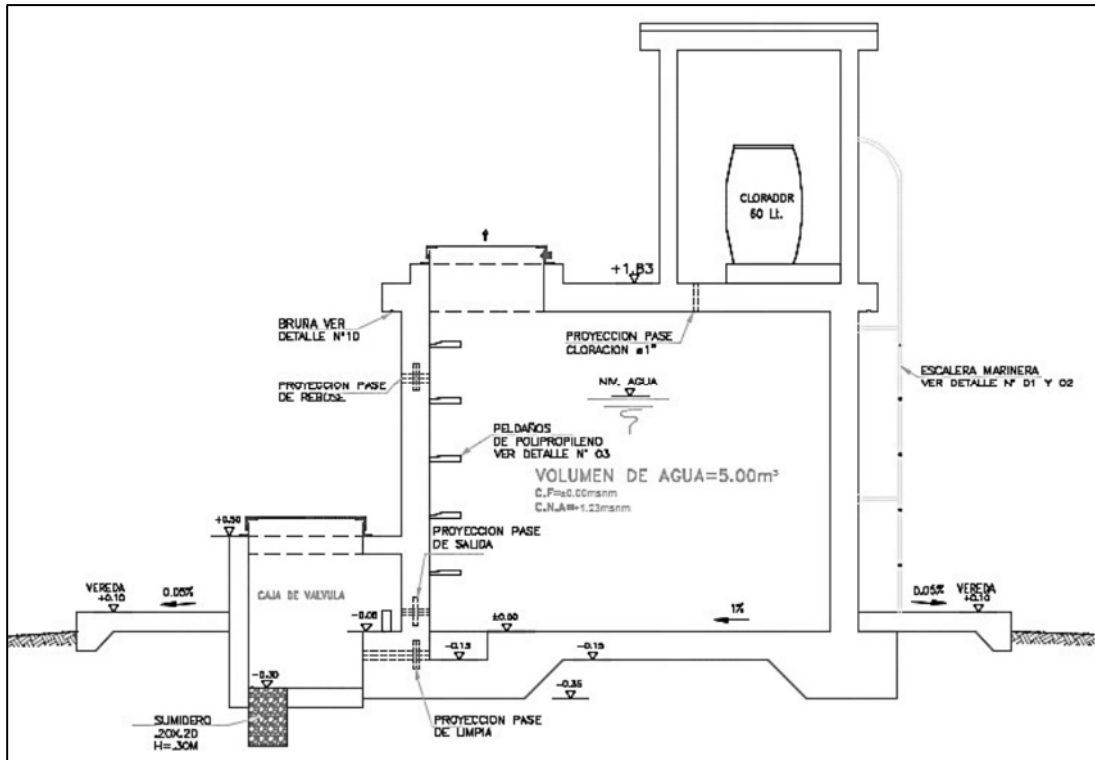 CLORADOR
60 Lt.
+1.83
BRUÑA VER
DETALLE N°10
PROYECCION PASE
CLORACION ø1"
PROYECCION PASE
DE REBOSE
NIV. AGUA
ESCALERA MARINERA
VER DETALLE N° 01 Y 02
PELDAÑOS
DE POLIPROPILENO
VER DETALLE N° 03
VOLUMEN DE AGUA=5.00m³
C.F=±0.00msnm
C.N.A=+1.23msnm
+0.50
PROYECCION PASE
DE SALIDA
VEREDA
+0.10
0.05%
CAJA DE VALVULA
-0.05
±0.00
1%
0.05%
VEREDA
+0.10
-0.15
-0.15
-0.30
-0.35
SUMIDERO
.20X.20
H=.30M
PROYECCION PASE
DE LIMPIA